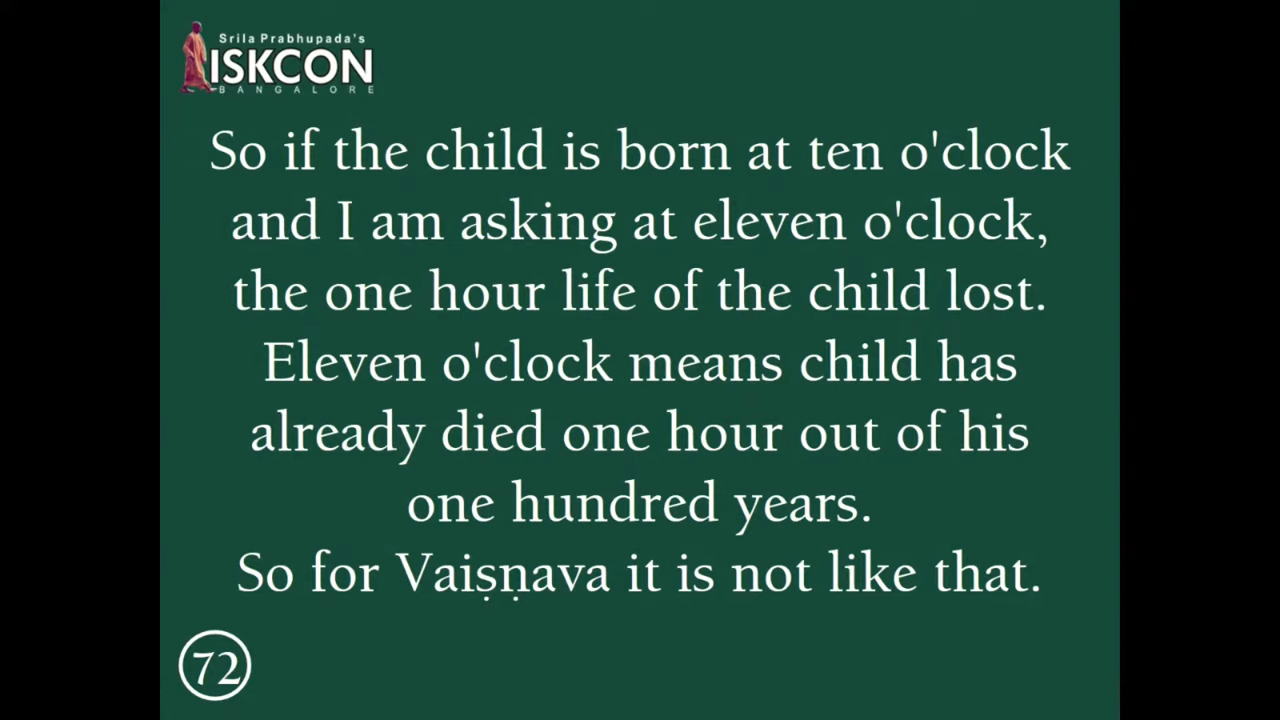 Srila Prabhupada's
ISKCON
BANGALORE
So if the child is born at ten o'clock
and I am asking at eleven o'clock,
the one hour life of the child lost.
Eleven o'clock means child has
already died one hour out of his
one hundred years.
So for Vaiṣṇava it is not like that.
72